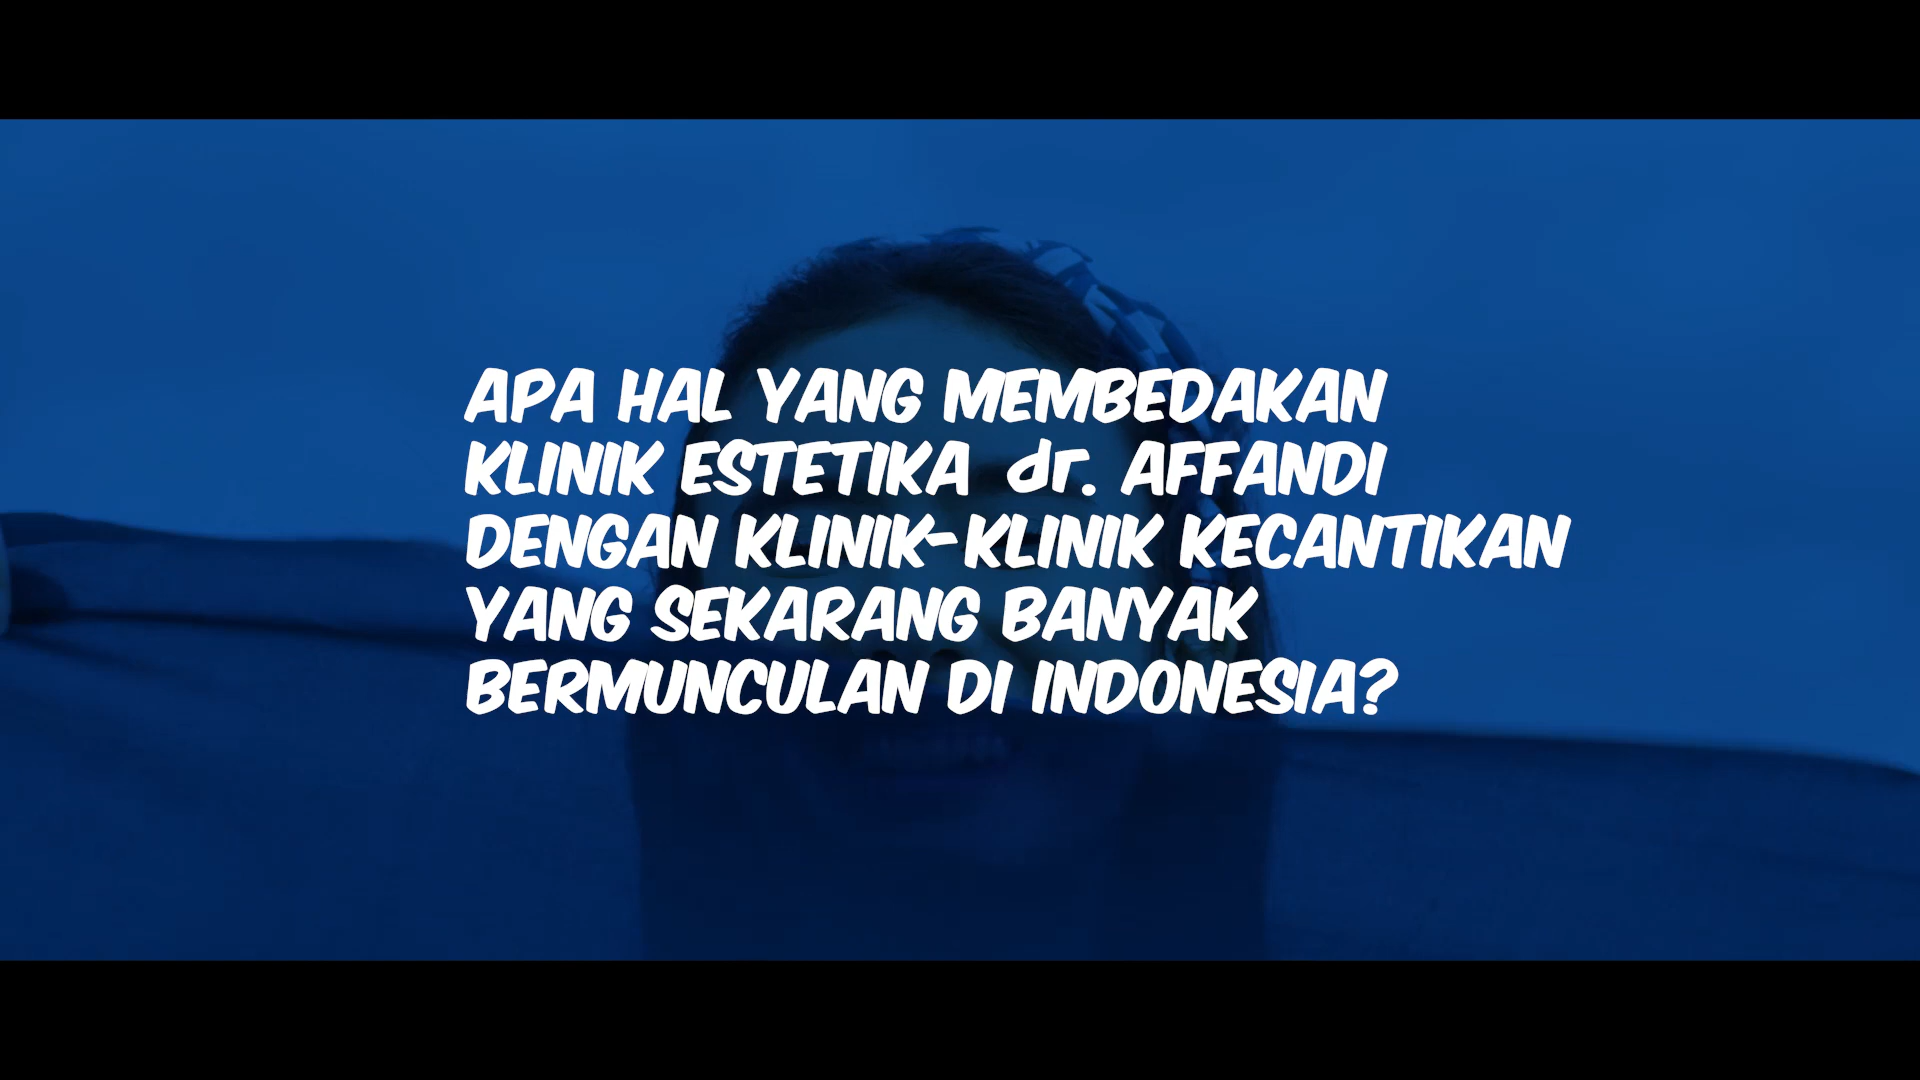 APA HAL YANG MEMBEDAKAN
KLINIK ESTETIKA dr. AFFANDI
DENGAN KLINIK-KLINIK KECANTIKAN
YANG SEKARANG BANYAK
BERMUNCULAN DI INDONESIA?